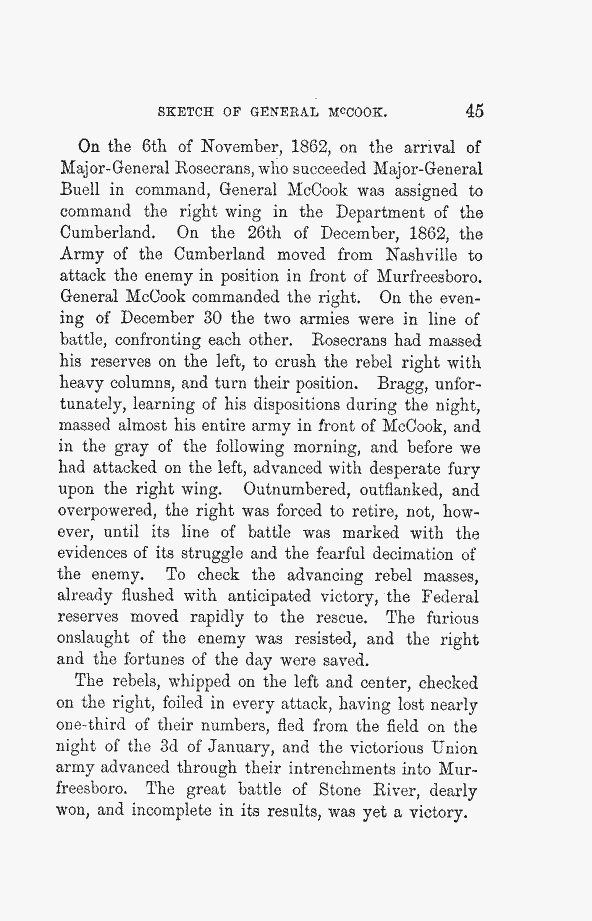 SKETCH OF GENERAL McCOOK. 45
On the 6th of November, 1862, on the arrival of
Major-General Rosecrans, who succeeded Major-General
Buell in command, General McCook was assigned to
command the right wing in the Department of the
Cumberland. On the 26th of December, 1862, the
Army of the Cumberland moved from Nashville to
attack the enemy in position in front of Murfreesboro.
General McCook commanded the right. On the even-
ing of December 30 the two armies were in line of
battle, confronting each other. Rosecrans had massed
his reserves on the left, to crush the rebel right with
heavy columns, and turn their position. Bragg, unfor-
tunately, learning of his dispositions during the night,
massed almost his entire army in front of McCook, and
in the gray of the following morning, and before we
had attacked on the left, advanced with desperate fury
upon the right wing. Outnumbered, outflanked, and
overpowered, the right was forced to retire, not, how-
ever, until its line of battle was marked with the
evidences of its struggle and the fearful decimation of
the enemy. To check the advancing rebel masses,
already flushed with anticipated victory, the Federal
reserves moved rapidly to the rescue. The furious
onslaught of the enemy was resisted, and the right
and the fortunes of the day were saved.
The rebels, whipped on the left and center, checked
on the right, foiled in every attack, having lost nearly
one-third of their numbers, fled from the field on the
night of the 3d of January, and the victorious Union
army advanced through their intrenchments into Mur-
freesboro. The great battle of Stone River, dearly
won, and incomplete in its results, was yet a victory.